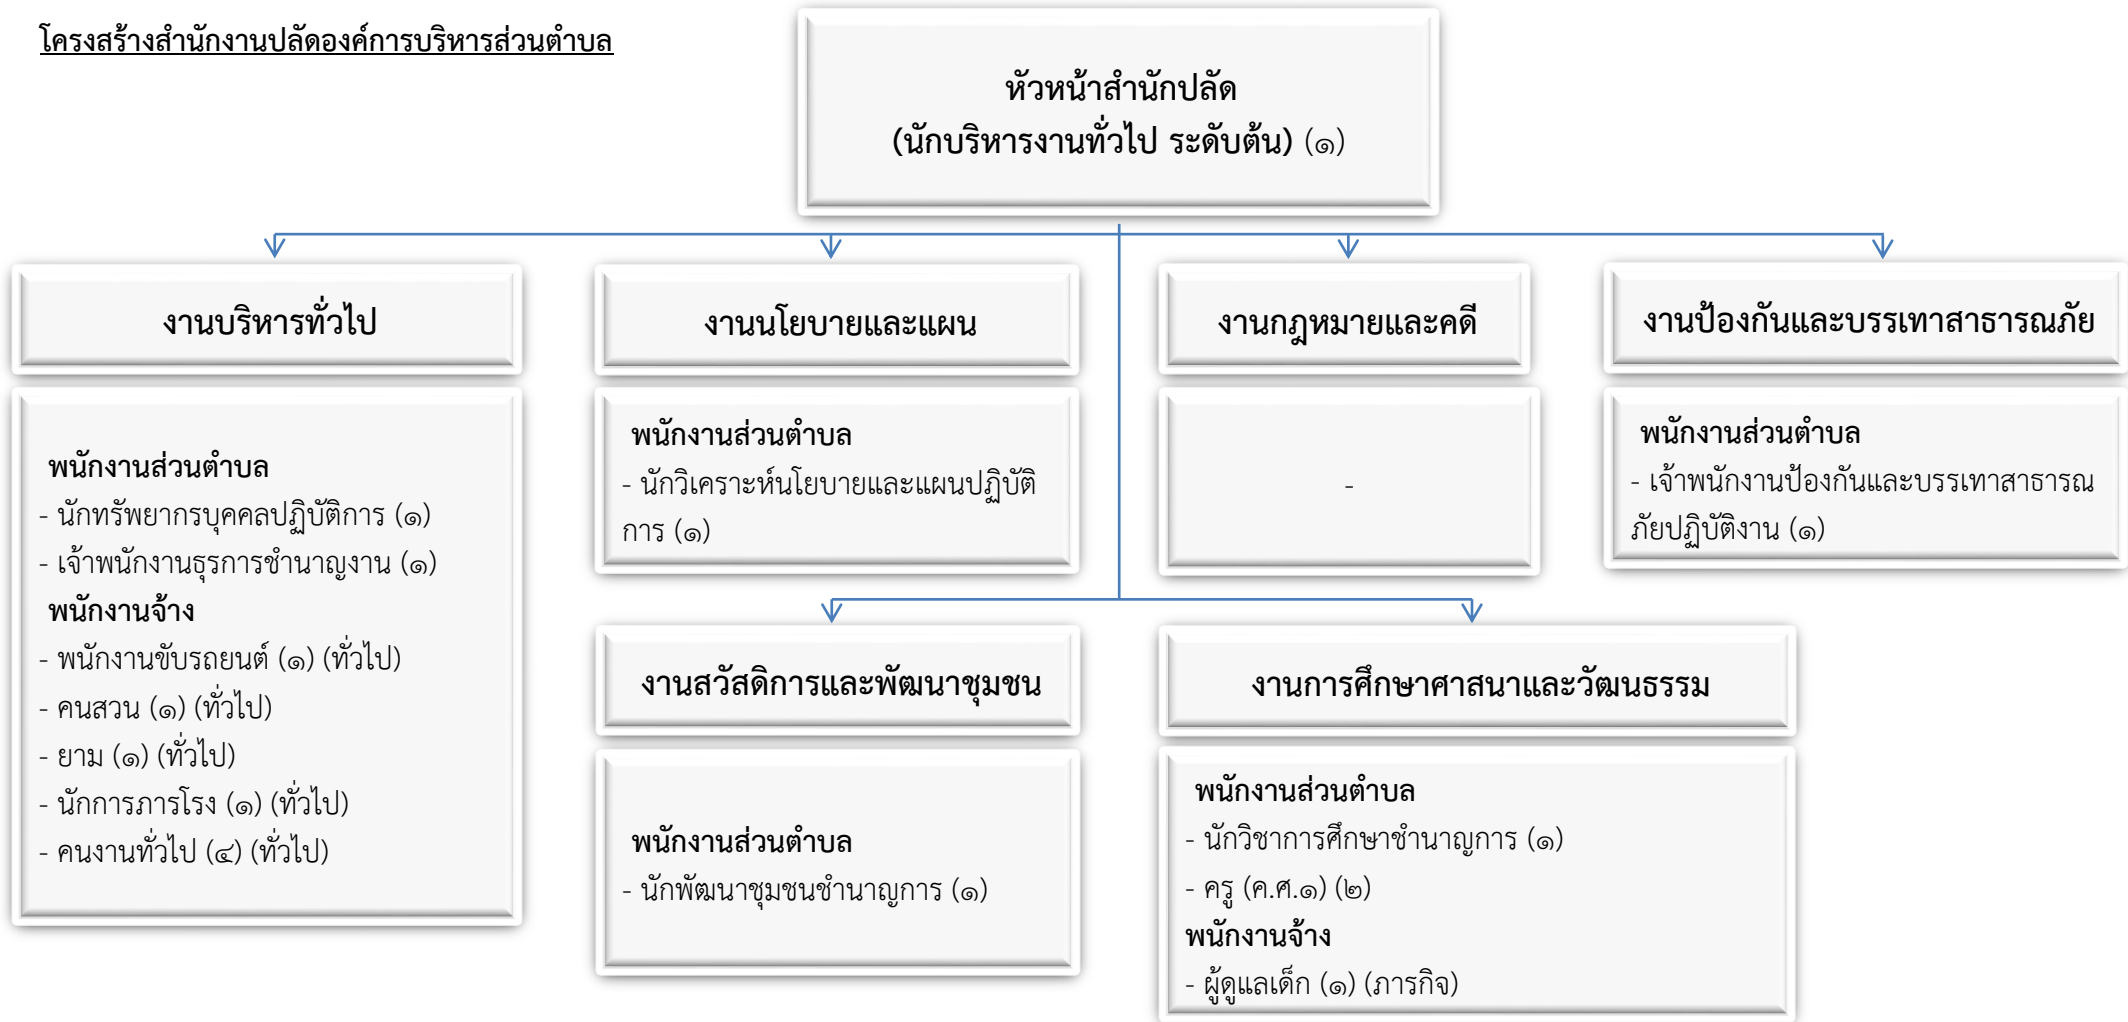 โครงสร้างสำนักงานปลัดองค์การบริหารส่วนตำบล
หัวหน้าสำนักปลัด
(นักบริหารงานทั่วไป ระดับต้น) (๑)
งานบริหารทั่วไป
พนักงานส่วนตำบล
- นักทรัพยากรบุคคลปฏิบัติการ (๑)
- เจ้าพนักงานธุรการชำนาญงาน (๑)
พนักงานจ้าง
- พนักงานขับรถยนต์ (๑) (ทั่วไป)
- คนสวน (๑) (ทั่วไป)
- ยาม (๑) (ทั่วไป)
- นักการภารโรง (๑) (ทั่วไป)
- คนงานทั่วไป (๔) (ทั่วไป)
งานนโยบายและแผน
พนักงานส่วนตำบล
- นักวิเคราะห์นโยบายและแผนปฏิบัติ
การ (๑)
งานกฎหมายและคดี
-
งานป้องกันและบรรเทาสาธารณภัย
พนักงานส่วนตำบล
- เจ้าพนักงานป้องกันและบรรเทาสาธารณ
ภัยปฏิบัติงาน (๑)
งานสวัสดิการและพัฒนาชุมชน
พนักงานส่วนตำบล
- นักพัฒนาชุมชนชำนาญการ (๑)
งานการศึกษาศาสนาและวัฒนธรรม
พนักงานส่วนตำบล
- นักวิชาการศึกษาชำนาญการ (๑)
- ครู (ค.ศ.๑) (๒)
พนักงานจ้าง
- ผู้ดูแลเด็ก (๑) (ภารกิจ)